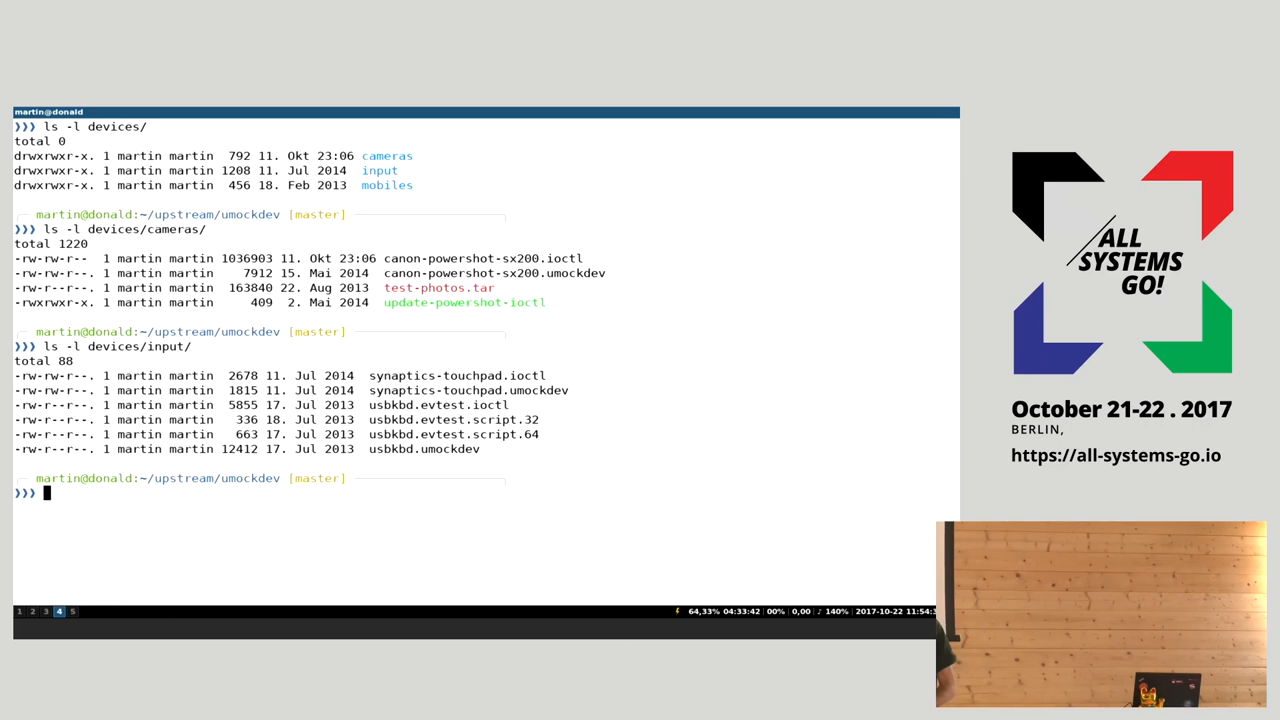 martin@donald
❯❯❯ ls -l devices/
total 0
drwxrwxr-x. 1 martin martin  792 11. Okt 23:06 cameras
drwxrwxr-x. 1 martin martin 1208 11. Jul 2014  input
drwxrwxr-x. 1 martin martin  456 18. Feb 2013  mobiles
martin@donald:~/upstream/umockdev [master]
❯❯❯ ls -l devices/cameras/
total 1220
-rw-rw-r--  1 martin martin 1036903 11. Okt 23:06 canon-powershot-sx200.ioctl
-rw-rw-r--. 1 martin martin    7912 15. Mai 2014  canon-powershot-sx200.umockdev
-rw-r--r--. 1 martin martin  163840 22. Aug 2013  test-photos.tar
-rwxrwxr-x. 1 martin martin     409  2. Mai 2014  update-powershot-ioctl
martin@donald:~/upstream/umockdev [master]
❯❯❯ ls -l devices/input/
total 88
-rw-rw-r--. 1 martin martin  2678 11. Jul 2014  synaptics-touchpad.ioctl
-rw-rw-r--. 1 martin martin  1815 11. Jul 2014  synaptics-touchpad.umockdev
-rw-r--r--. 1 martin martin  5855 17. Jul 2013  usbkbd.evtest.ioctl
-rw-r--r--. 1 martin martin   336 18. Jul 2013  usbkbd.evtest.script.32
-rw-r--r--. 1 martin martin   663 17. Jul 2013  usbkbd.evtest.script.64
-rw-r--r--. 1 martin martin 12412 17. Jul 2013  usbkbd.umockdev
martin@donald:~/upstream/umockdev [master]
❯❯❯
1 2 3 4 5 ⚡ 64,33% 04:33:42 | 00% | 0,00 | ♪ 140% | 2017-10-22 11:54:
ALL
SYSTEMS
GO!
October 21-22 . 2017
BERLIN,
https://all-systems-go.io